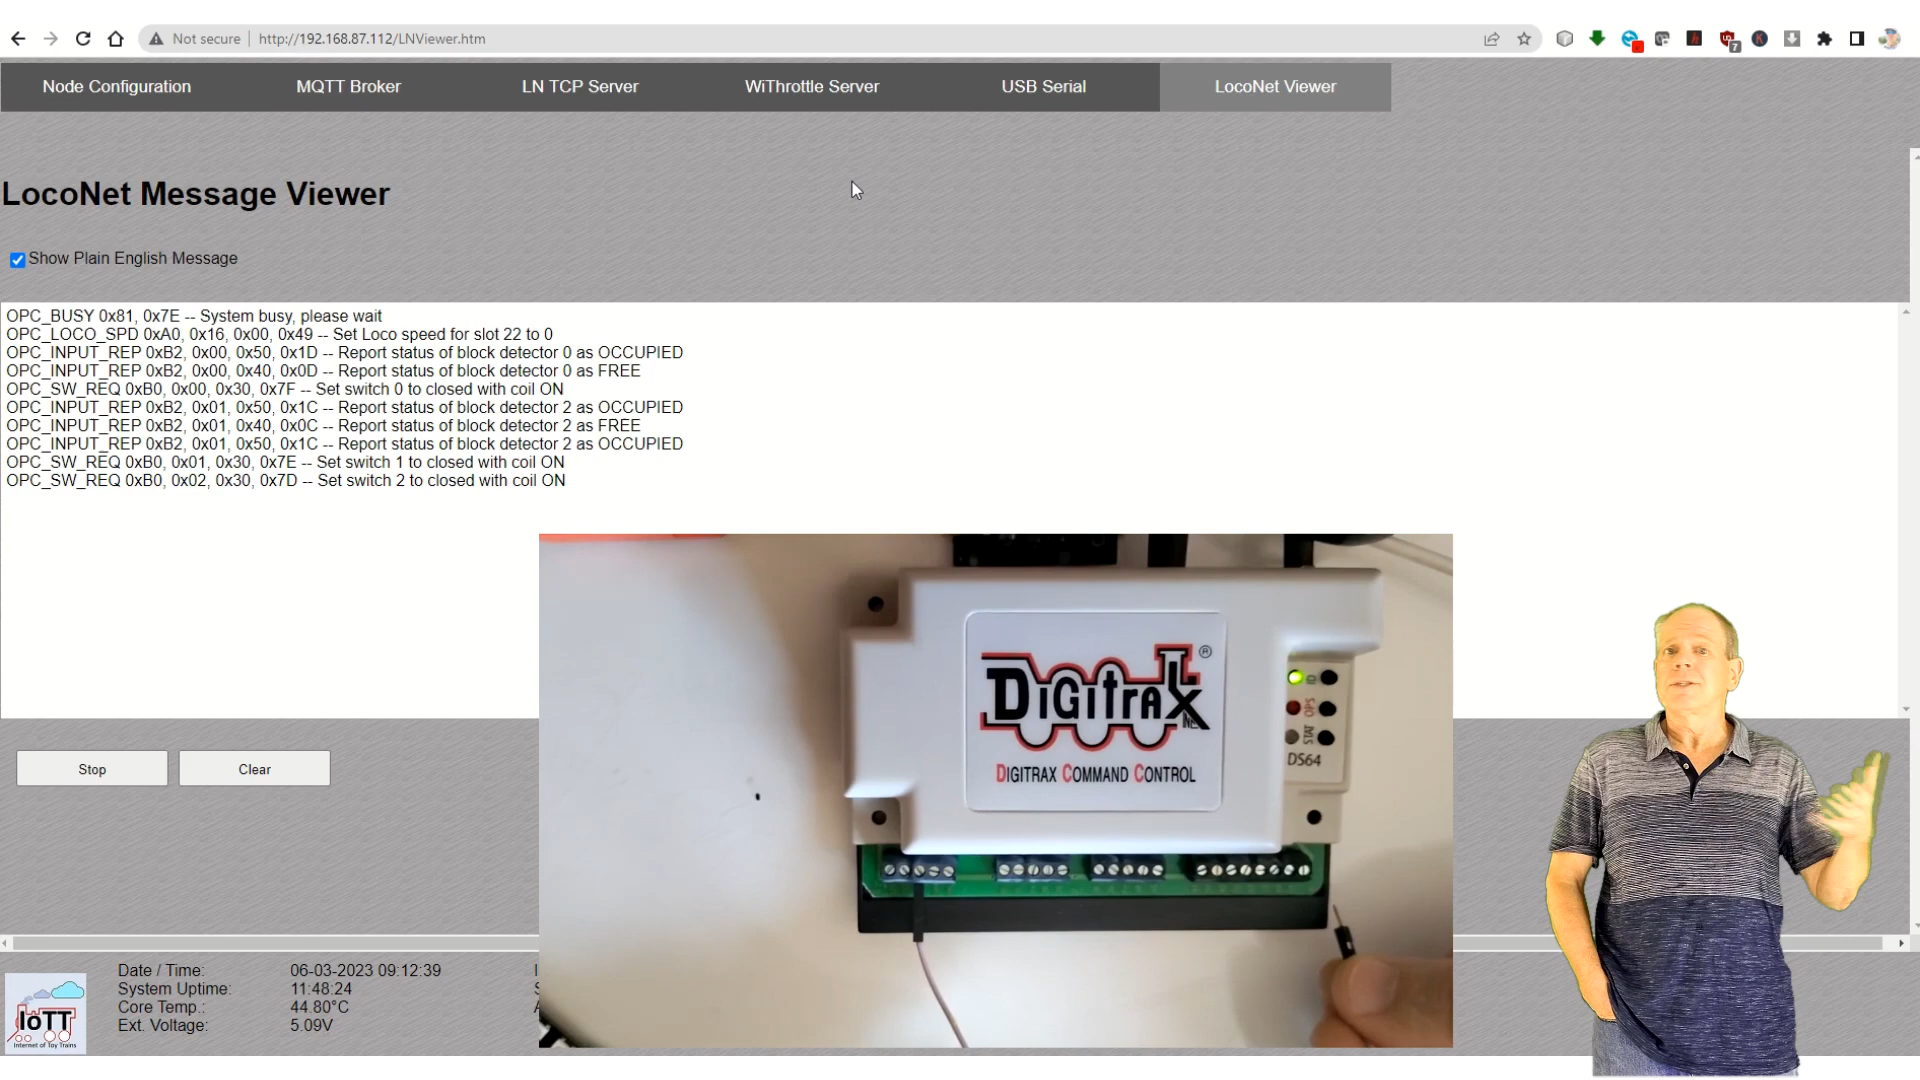 Not secure
http://192.168.87.112/LNViewer.htm
Node Configuration
MQTT Broker
LN TCP Server
WiThrottle Server
USB Serial
LocoNet Viewer
LocoNet Message Viewer
Show Plain English Message
OPC_BUSY 0x81, 0x7E -- System busy, please wait
OPC_LOCO_SPD 0xA0, 0x16, 0x00, 0x49 -- Set Loco speed for slot 22 to 0
OPC_INPUT_REP 0xB2, 0x00, 0x50, 0x1D -- Report status of block detector 0 as OCCUPIED
OPC_INPUT_REP 0xB2, 0x00, 0x40, 0x0D -- Report status of block detector 0 as FREE
OPC_SW_REQ 0xB0, 0x00, 0x30, 0x7F -- Set switch 0 to closed with coil ON
OPC_INPUT_REP 0xB2, 0x01, 0x50, 0x1C -- Report status of block detector 2 as OCCUPIED
OPC_INPUT_REP 0xB2, 0x01, 0x40, 0x0C -- Report status of block detector 2 as FREE
OPC_INPUT_REP 0xB2, 0x01, 0x50, 0x1C -- Report status of block detector 2 as OCCUPIED
OPC_SW_REQ 0xB0, 0x01, 0x30, 0x7E -- Set switch 1 to closed with coil ON
OPC_SW_REQ 0xB0, 0x02, 0x30, 0x7D -- Set switch 2 to closed with coil ON
DIGITRAX INC ®
DIGITRAX COMMAND CONTROL
ID
OPS
STAT
DS64
Stop
Clear
Date / Time: 06-03-2023 09:12:39
System Uptime: 11:48:24
Core Temp.: 44.80°C
Ext. Voltage: 5.09V
IoTT
Internet of Toy Trains